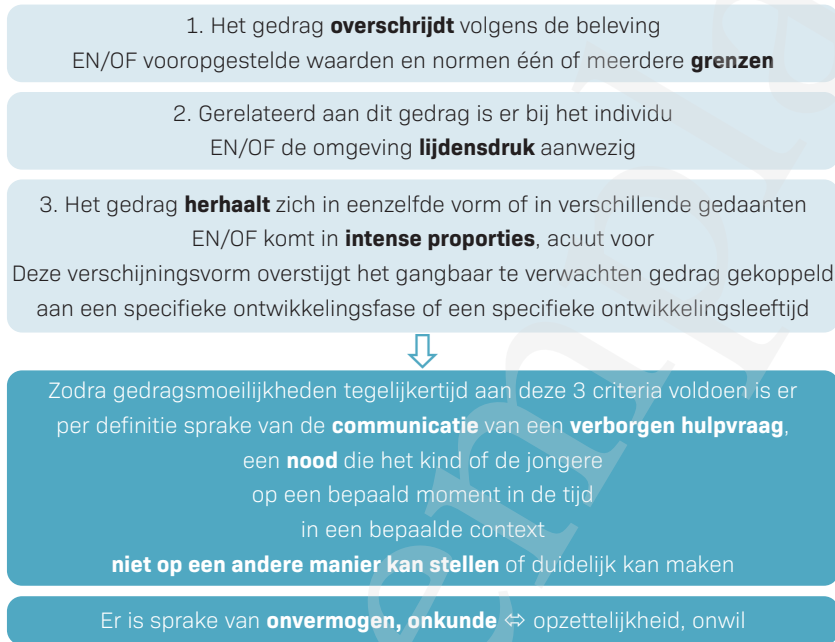 1. Het gedrag overschrijdt volgens de beleving
EN/OF vooropgestelde waarden en normen één of meerdere grenzen
2. Gerelateerd aan dit gedrag is er bij het individu
EN/OF de omgeving lijdensdruk aanwezig
3. Het gedrag herhaalt zich in eenzelfde vorm of in verschillende gedaanten
EN/OF komt in intense proporties, acuut voor
Deze verschijningsvorm overstijgt het gangbaar te verwachten gedrag gekoppeld
aan een specifieke ontwikkelingsfase of een specifieke ontwikkelingsleeftijd
Zodra gedragsmoeilijkheden tegelijkertijd aan deze 3 criteria voldoen is er
per definitie sprake van de communicatie van een verborgen hulpvraag,
een nood die het kind of de jongere
op een bepaald moment in de tijd
in een bepaalde context
niet op een andere manier kan stellen of duidelijk kan maken
Er is sprake van onvermogen, onkunde ⇔ opzettelijkheid, onwil